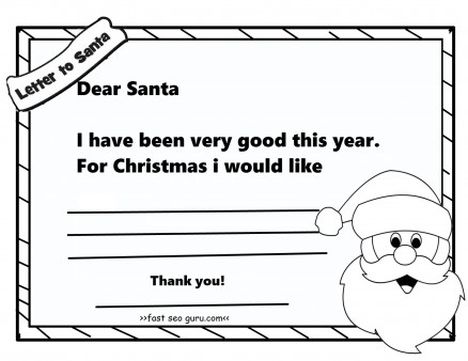 Letter to Santa
Dear Santa
I have been very good this year.
For Christmas i would like
Thank you!
>>fast seo guru.com<<